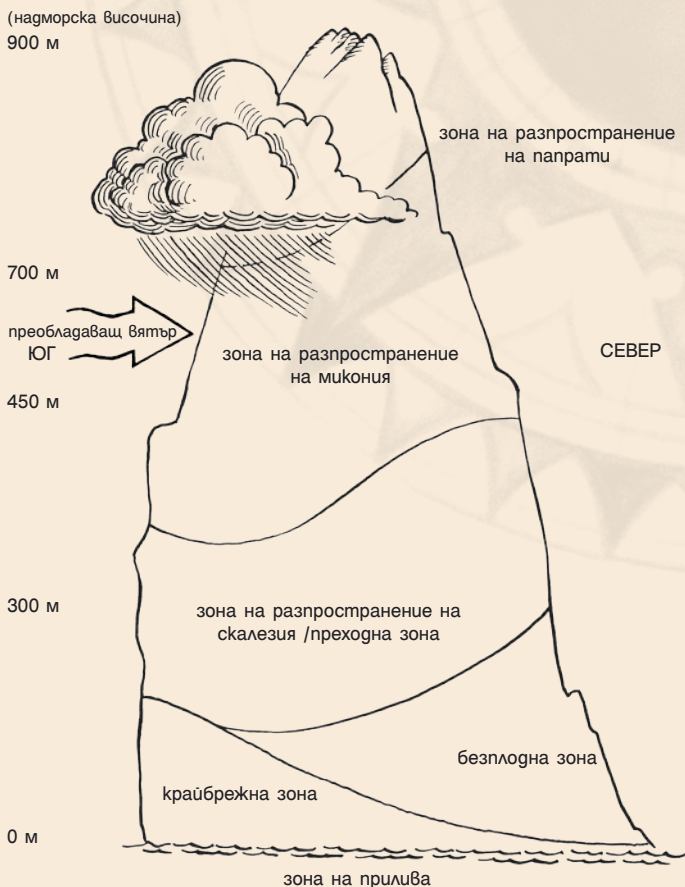 (надморска височина)
900 м
зона на разпространение
на папрати
700 м
преобладаващ вятър
ЮГ
зона на разпространение
на микония
СЕВЕР
450 м
300 м
зона на разпространение на
скалезия /преходна зона
безплодна зона
крайбрежна зона
0 м
зона на прилива